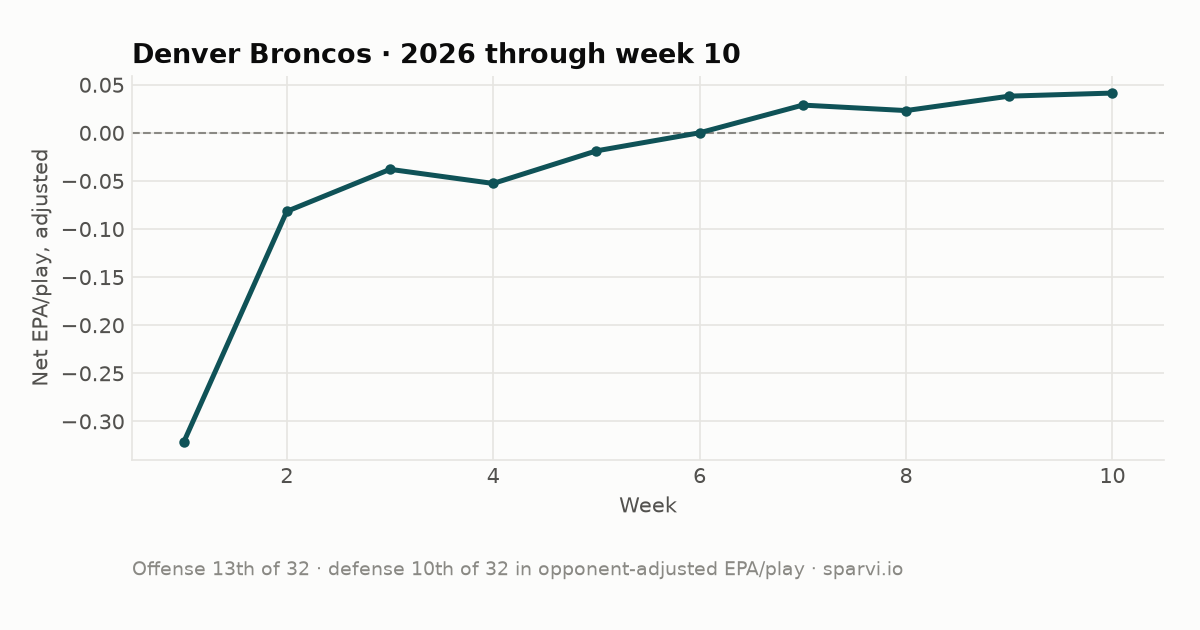 Denver Broncos · 2026 through week 10
Net EPA/play, adjusted
0.05
0.00
−0.05
−0.10
−0.15
−0.20
−0.25
−0.30
2 4 6 8 10
Week
Offense 13th of 32 · defense 10th of 32 in opponent-adjusted EPA/play · sparvi.io